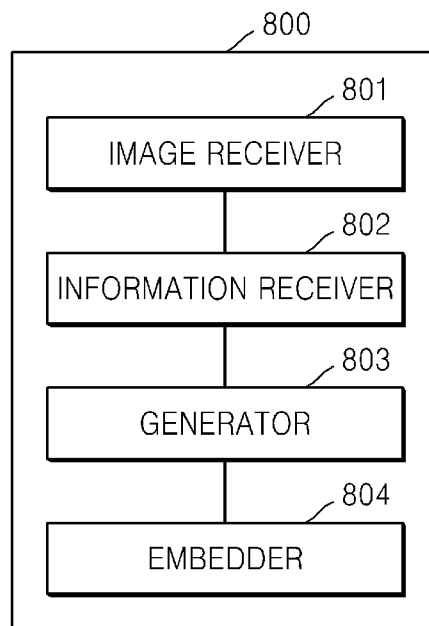 800
801
IMAGE RECEIVER
802
INFORMATION RECEIVER
803
GENERATOR
804
EMBEDDER